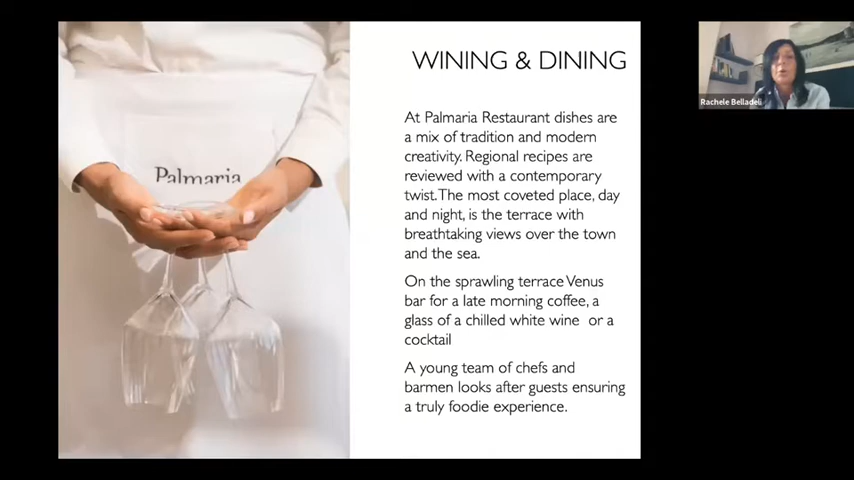 WINING & DINING
At Palmaria Restaurant dishes are
a mix of tradition and modern
creativity. Regional recipes are
reviewed with a contemporary
twist. The most coveted place, day
and night, is the terrace with
breathtaking views over the town
and the sea.
On the sprawling terrace Venus
bar for a late morning coffee, a
glass of a chilled white wine or a
cocktail
A young team of chefs and
barmen looks after guests ensuring
a truly foodie experience.
Palmaria
Rachele Belladeli